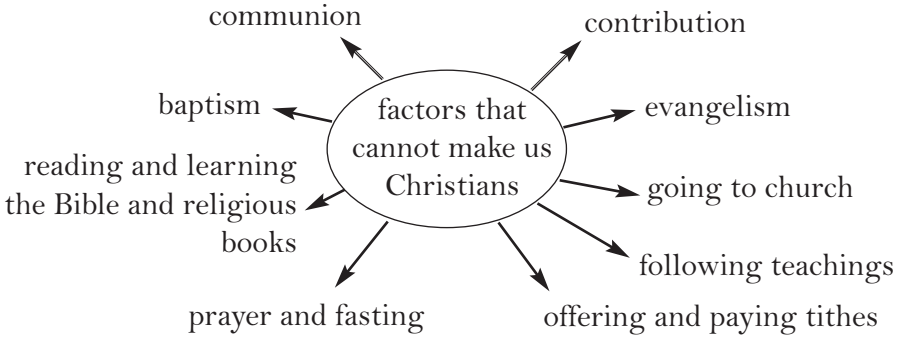 communion
contribution
baptism
factors that
cannot make us
Christians
evangelism
reading and learning
the Bible and religious
books
going to church
following teachings
prayer and fasting
offering and paying tithes